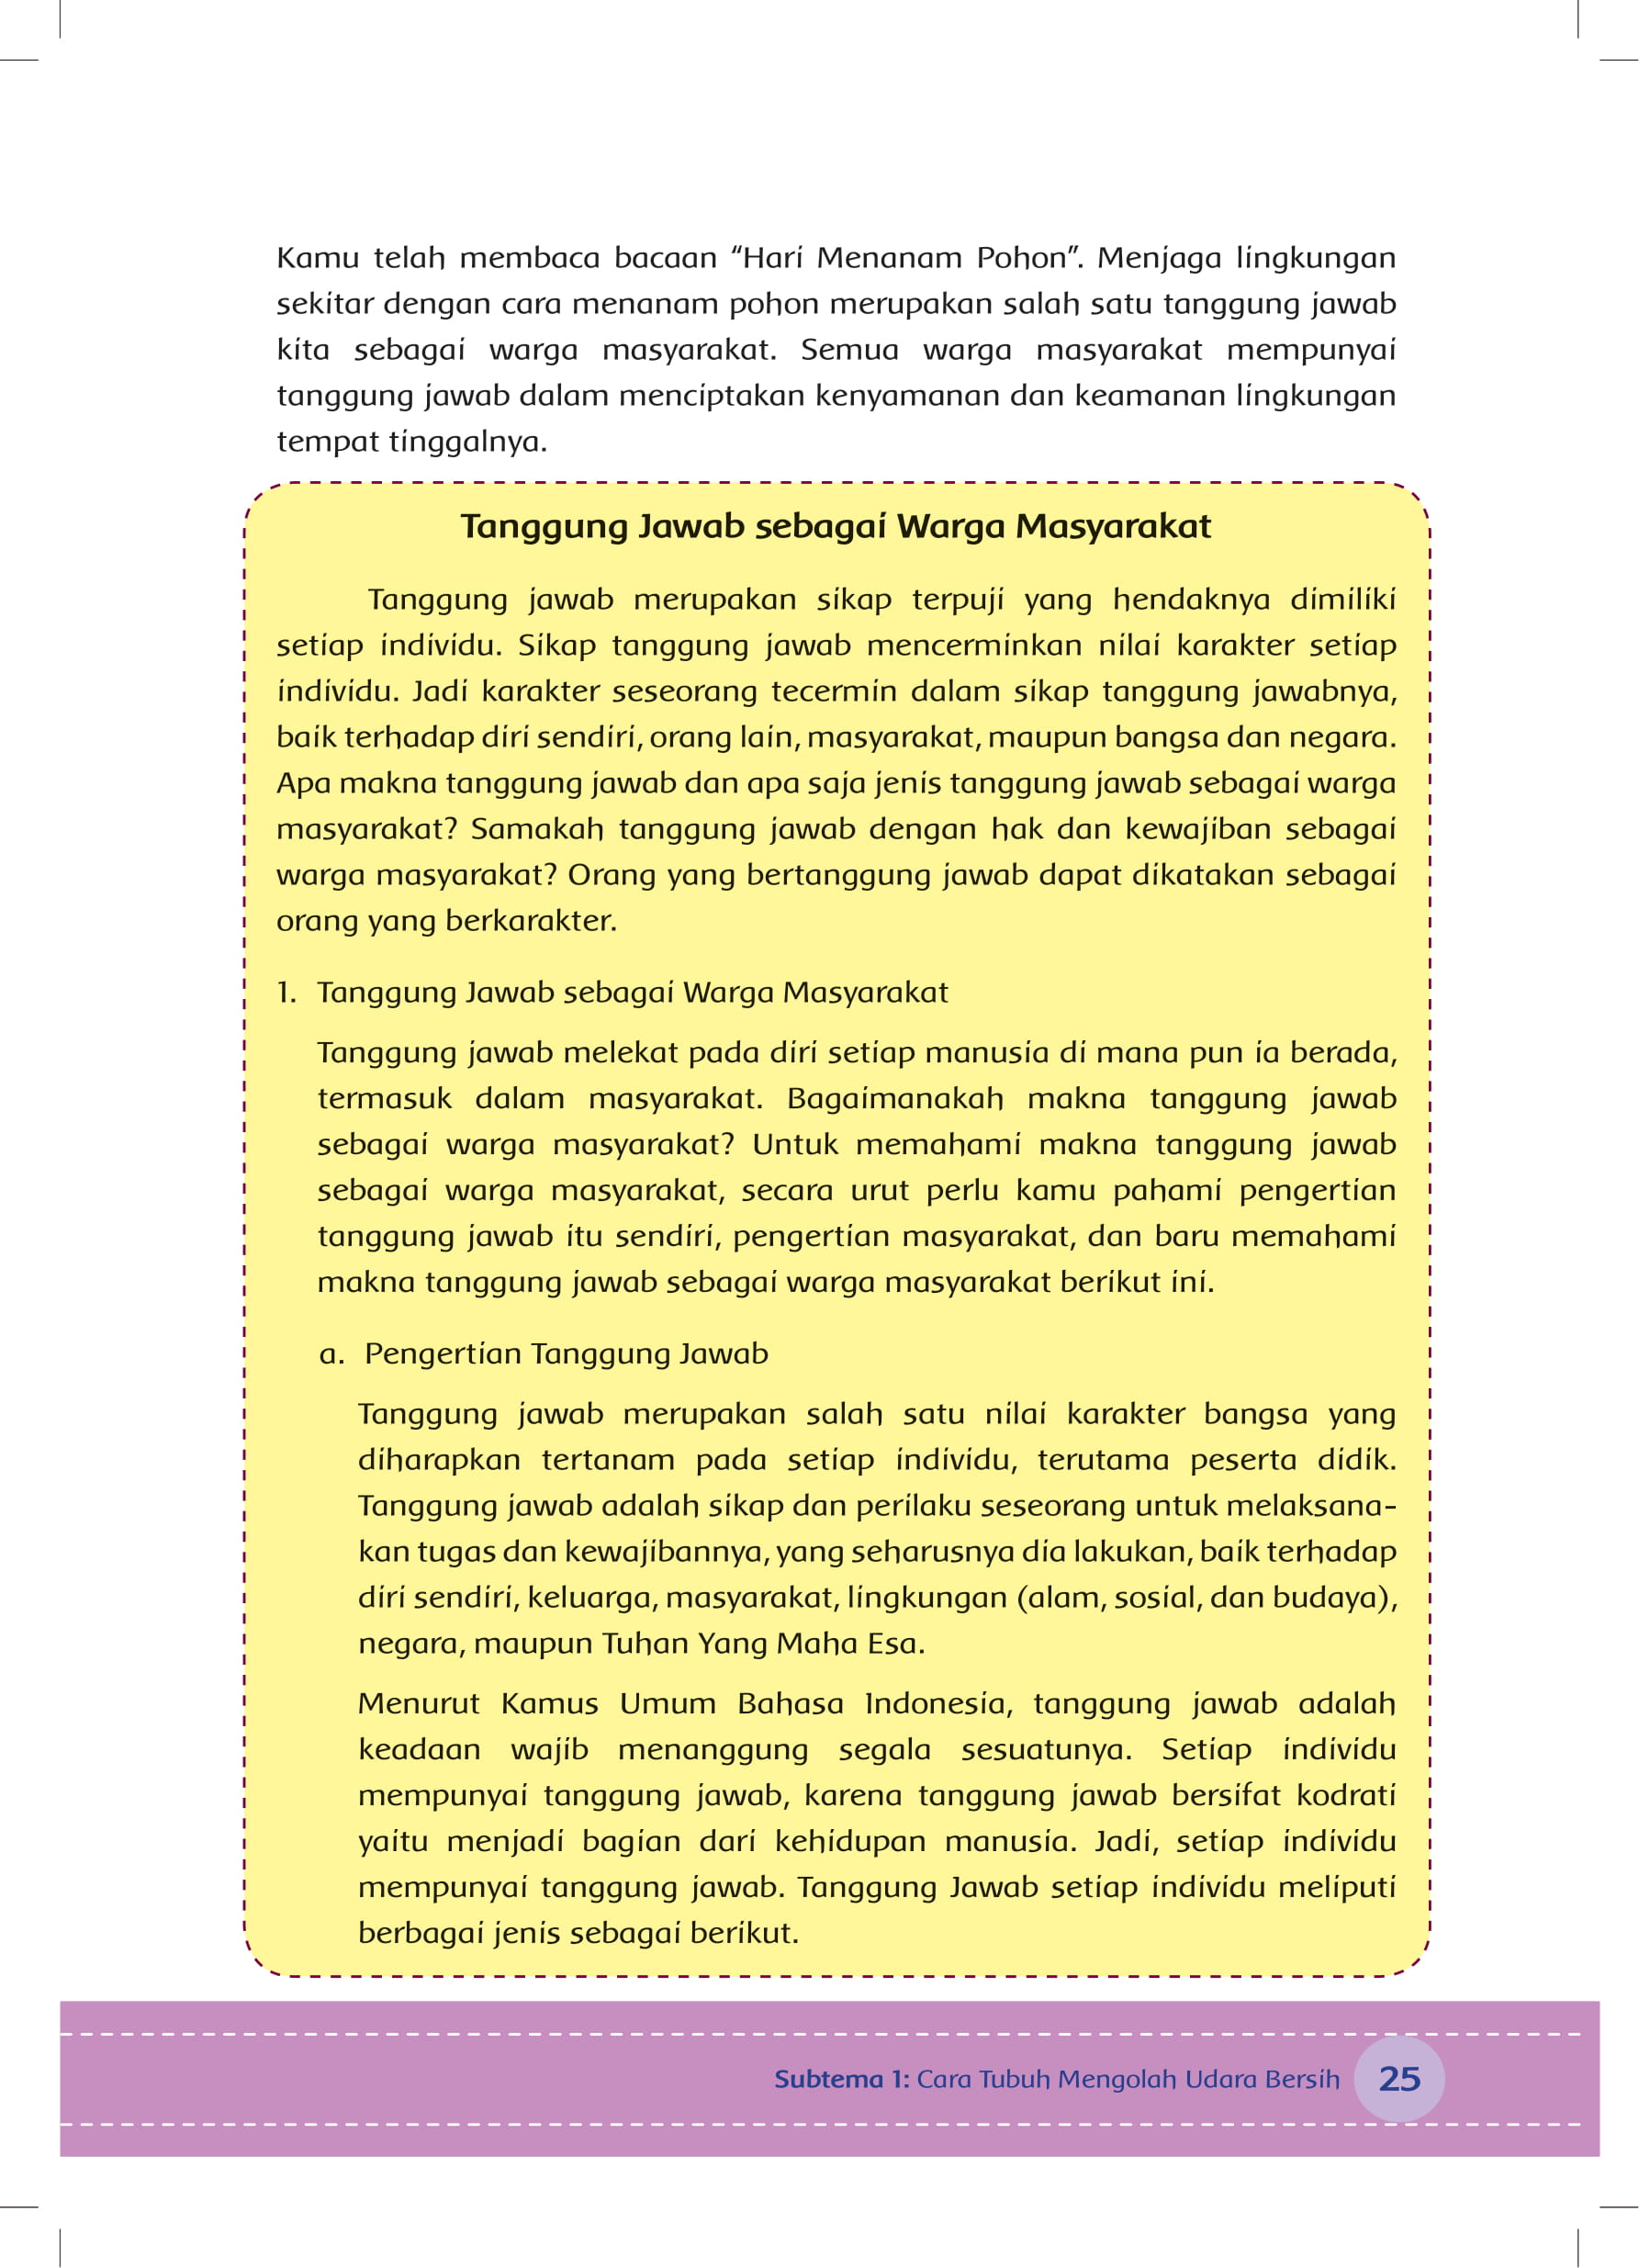 Kamu telah membaca bacaan “Hari Menanam Pohon”. Menjaga lingkungan
sekitar dengan cara menanam pohon merupakan salah satu tanggung jawab
kita sebagai warga masyarakat. Semua warga masyarakat mempunyai
tanggung jawab dalam menciptakan kenyamanan dan keamanan lingkungan
tempat tinggalnya.
Tanggung Jawab sebagai Warga Masyarakat
Tanggung jawab merupakan sikap terpuji yang hendaknya dimiliki
setiap individu. Sikap tanggung jawab mencerminkan nilai karakter setiap
individu. Jadi karakter seseorang tecermin dalam sikap tanggung jawabnya,
baik terhadap diri sendiri, orang lain, masyarakat, maupun bangsa dan negara.
Apa makna tanggung jawab dan apa saja jenis tanggung jawab sebagai warga
masyarakat? Samakah tanggung jawab dengan hak dan kewajiban sebagai
warga masyarakat? Orang yang bertanggung jawab dapat dikatakan sebagai
orang yang berkarakter.
1. Tanggung Jawab sebagai Warga Masyarakat
Tanggung jawab melekat pada diri setiap manusia di mana pun ia berada,
termasuk dalam masyarakat. Bagaimanakah makna tanggung jawab
sebagai warga masyarakat? Untuk memahami makna tanggung jawab
sebagai warga masyarakat, secara urut perlu kamu pahami pengertian
tanggung jawab itu sendiri, pengertian masyarakat, dan baru memahami
makna tanggung jawab sebagai warga masyarakat berikut ini.
a. Pengertian Tanggung Jawab
Tanggung jawab merupakan salah satu nilai karakter bangsa yang
diharapkan tertanam pada setiap individu, terutama peserta didik.
Tanggung jawab adalah sikap dan perilaku seseorang untuk melaksana-
kan tugas dan kewajibannya, yang seharusnya dia lakukan, baik terhadap
diri sendiri, keluarga, masyarakat, lingkungan (alam, sosial, dan budaya),
negara, maupun Tuhan Yang Maha Esa.
Menurut Kamus Umum Bahasa Indonesia, tanggung jawab adalah
keadaan wajib menanggung segala sesuatunya. Setiap individu
mempunyai tanggung jawab, karena tanggung jawab bersifat kodrati
yaitu menjadi bagian dari kehidupan manusia. Jadi, setiap individu
mempunyai tanggung jawab. Tanggung Jawab setiap individu meliputi
berbagai jenis sebagai berikut.
Subtema 1: Cara Tubuh Mengolah Udara Bersih 25